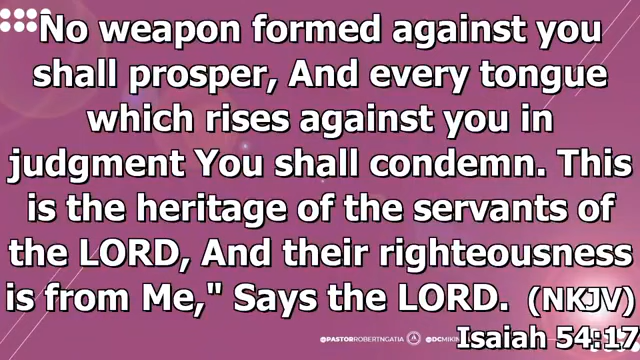 No weapon formed against you
shall prosper, And every tongue
which rises against you in
judgment You shall condemn. This
is the heritage of the servants of
the LORD, And their righteousness
is from Me," Says the LORD. (NKJV)
@PASTORROBERTNGATIA @DCMIKIN
Isaiah 54:17